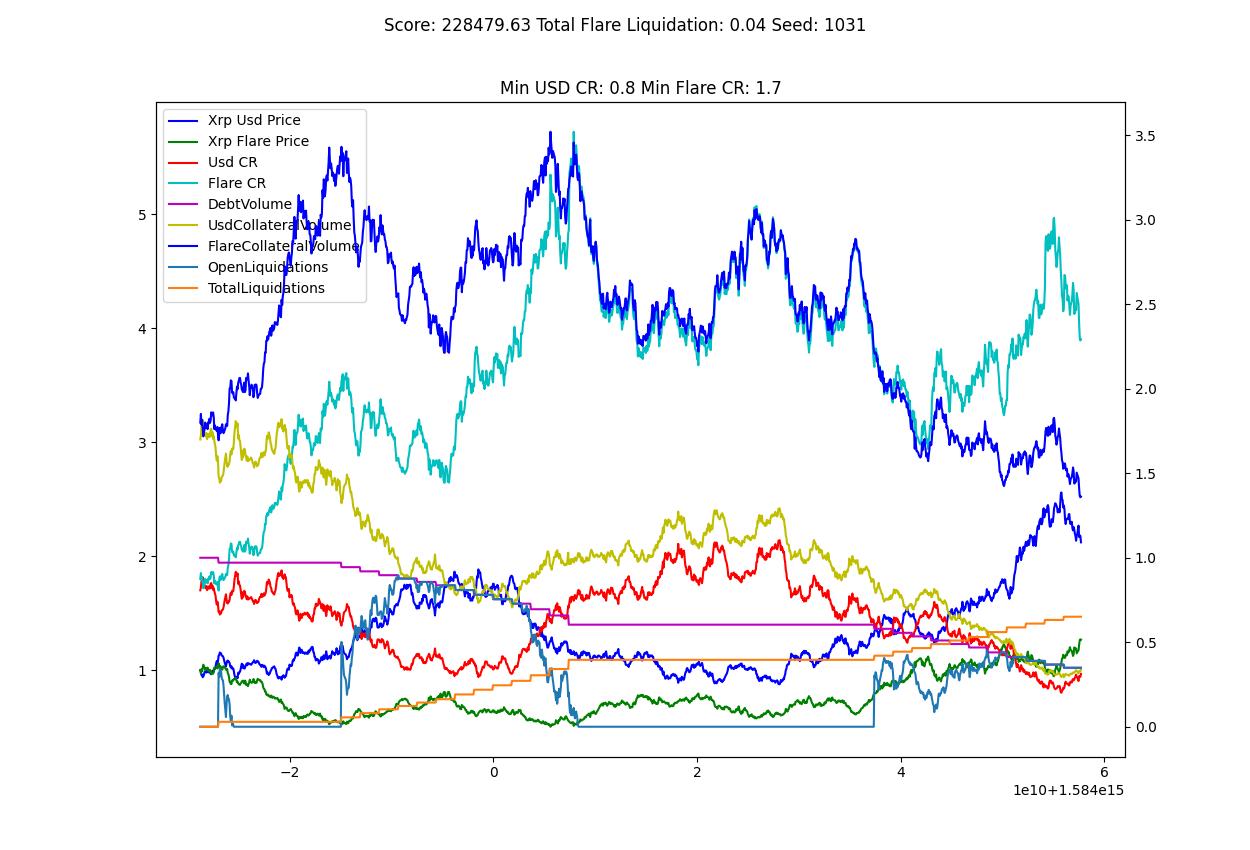 Score: 228479.63 Total Flare Liquidation: 0.04 Seed: 1031
Min USD CR: 0.8 Min Flare CR: 1.7
Xrp Usd Price
Xrp Flare Price
Usd CR
Flare CR
DebtVolume
UsdCollateralVolume
FlareCollateralVolume
OpenLiquidations
TotalLiquidations
5
4
3
2
1
3.5
3.0
2.5
2.0
1.5
1.0
0.5
0.0
−2 0 2 4 6
1e10+1.584e15